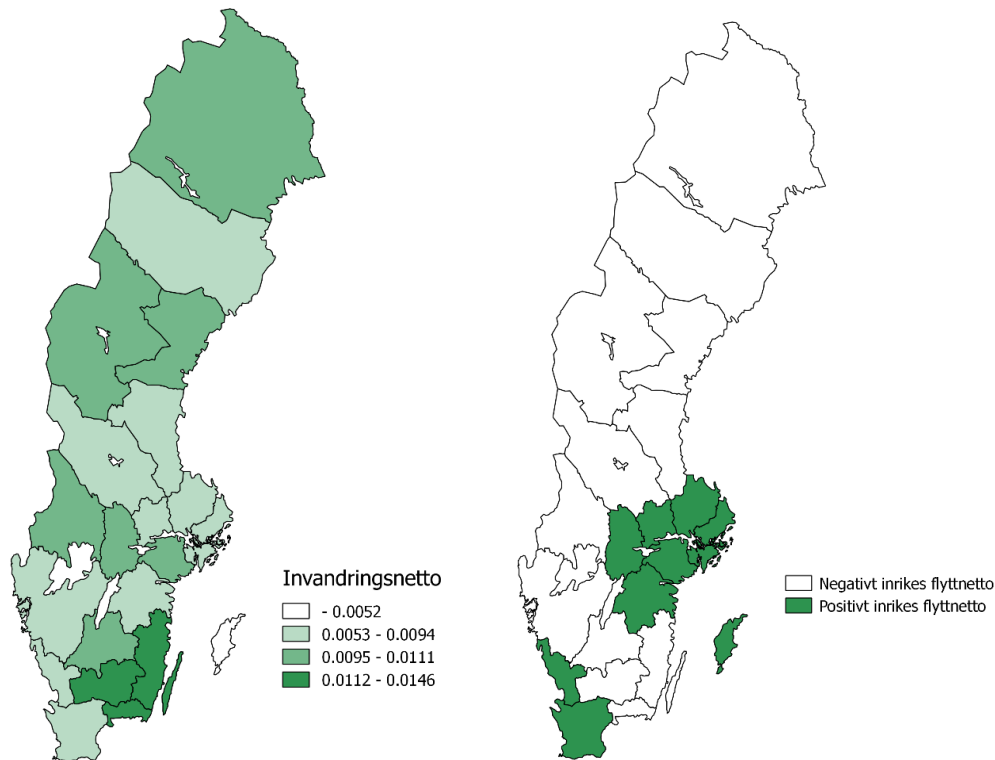 Invandringsnetto
- 0.0052
0.0053 - 0.0094
0.0095 - 0.0111
0.0112 - 0.0146
Negativt inrikes flyttnetto
Positivt inrikes flyttnetto